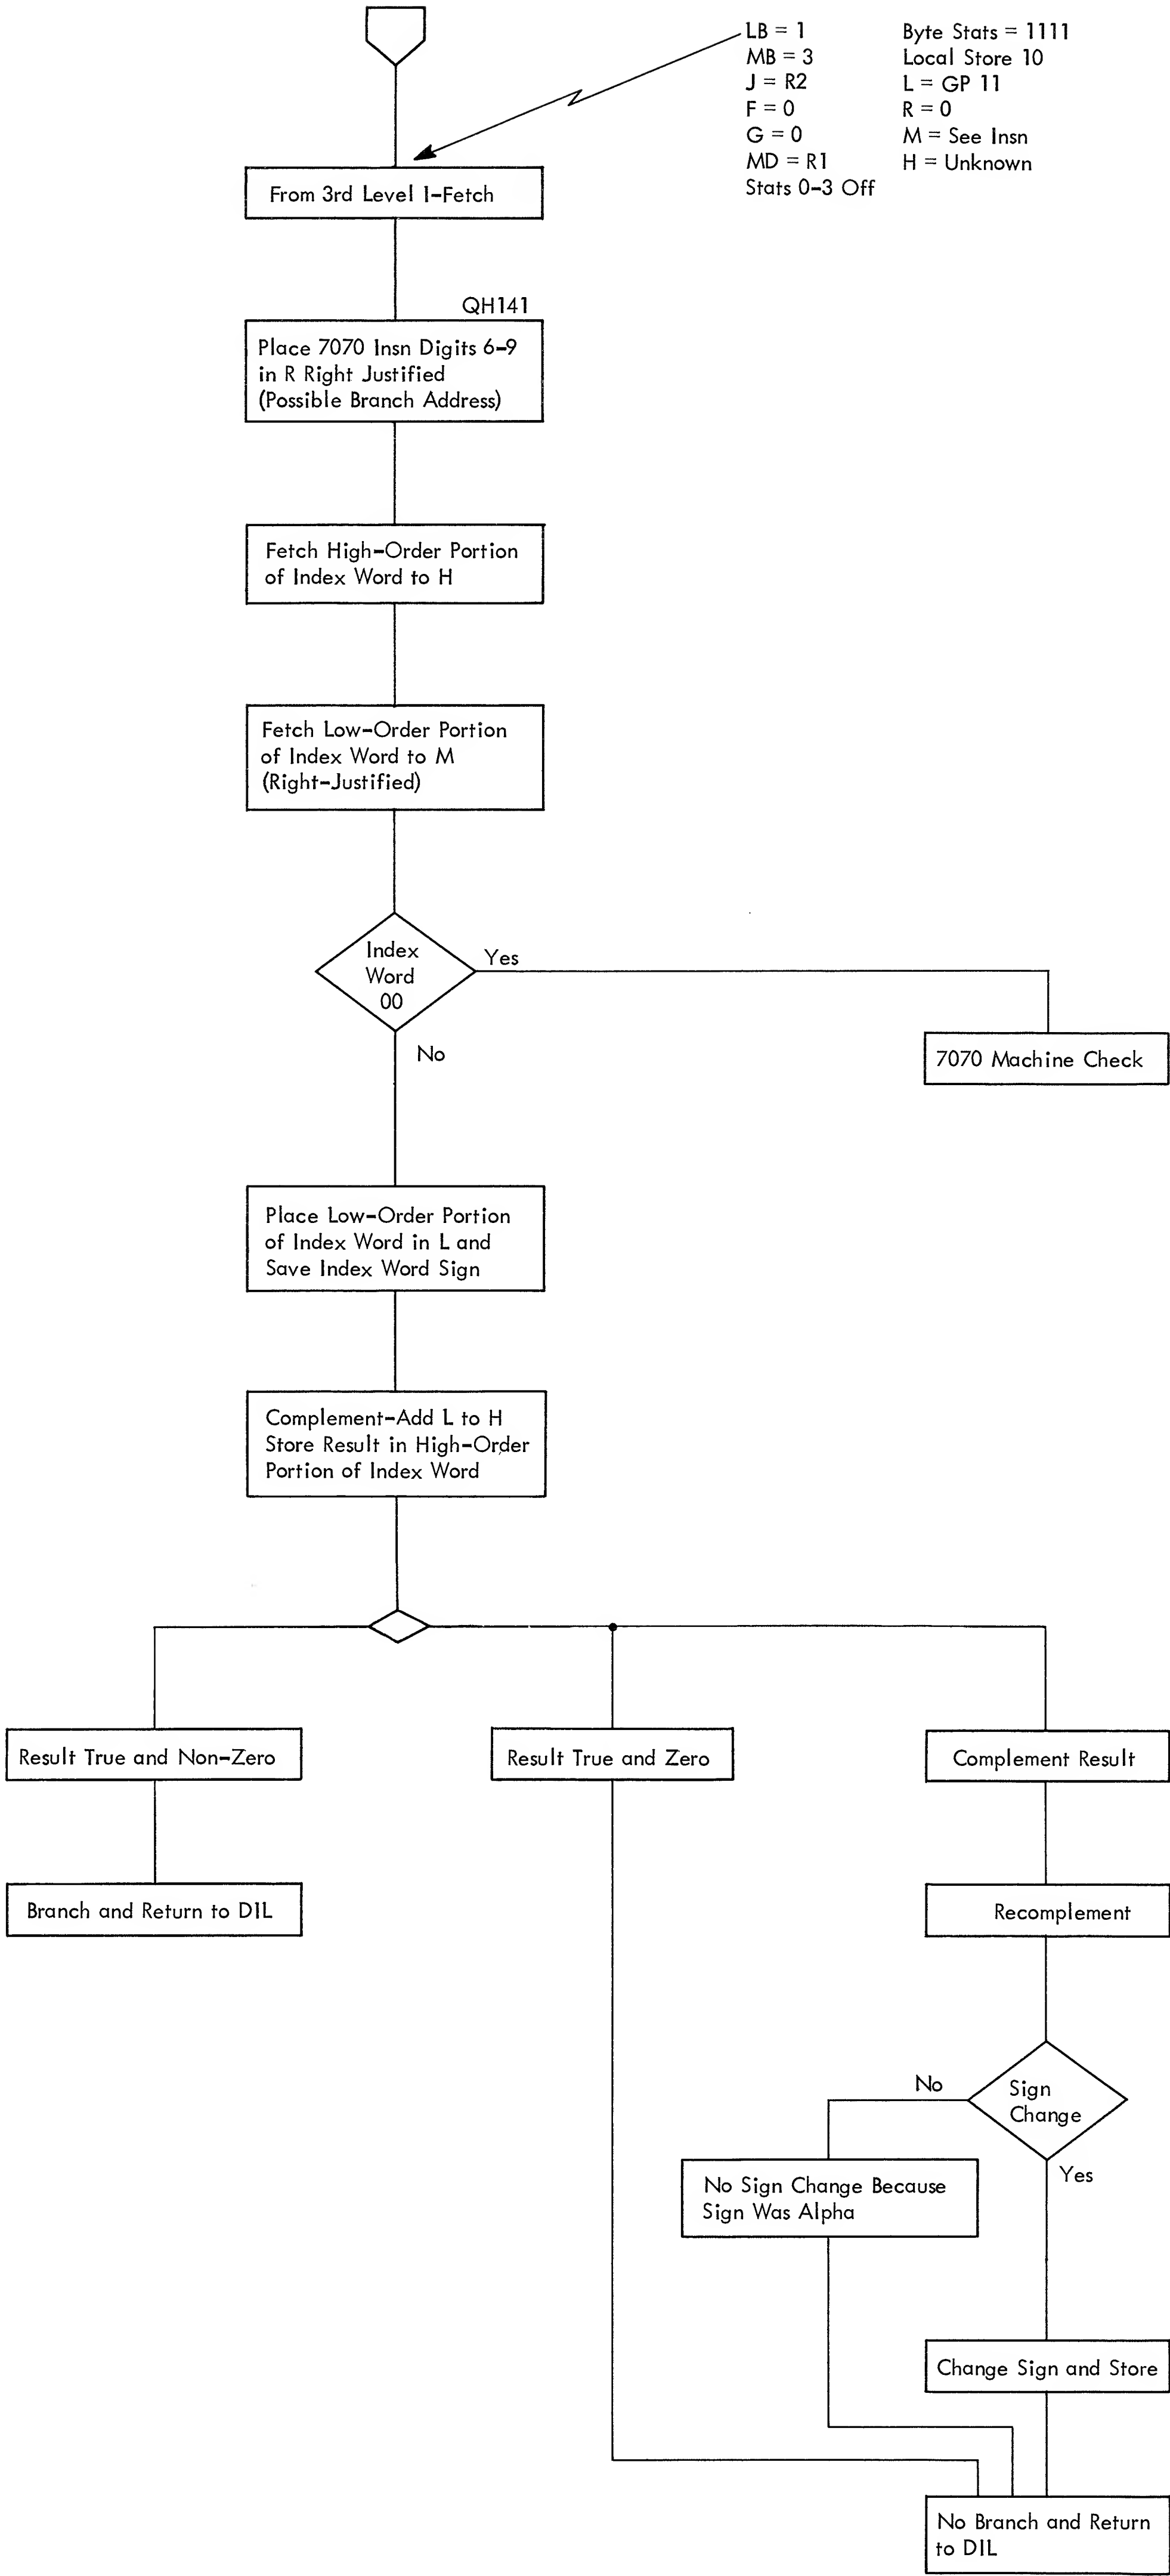 LB = 1
MB = 3
J = R2
F = 0
G = 0
MD = R1
Stats 0-3 Off
Byte Stats = 1111
Local Store 10
L = GP 11
R = 0
M = See Insn
H = Unknown
From 3rd Level I-Fetch
QH141
Place 7070 Insn Digits 6-9
in R Right Justified
(Possible Branch Address)
Fetch High-Order Portion
of Index Word to H
Fetch Low-Order Portion
of Index Word to M
(Right-Justified)
Index
Word
00
Yes
No
7070 Machine Check
Place Low-Order Portion
of Index Word in L and
Save Index Word Sign
Complement-Add L to H
Store Result in High-Order
Portion of Index Word
Result True and Non-Zero
Result True and Zero
Complement Result
Branch and Return to DIL
Recomplement
Sign
Change
No
Yes
No Sign Change Because
Sign Was Alpha
Change Sign and Store
No Branch and Return
to DIL